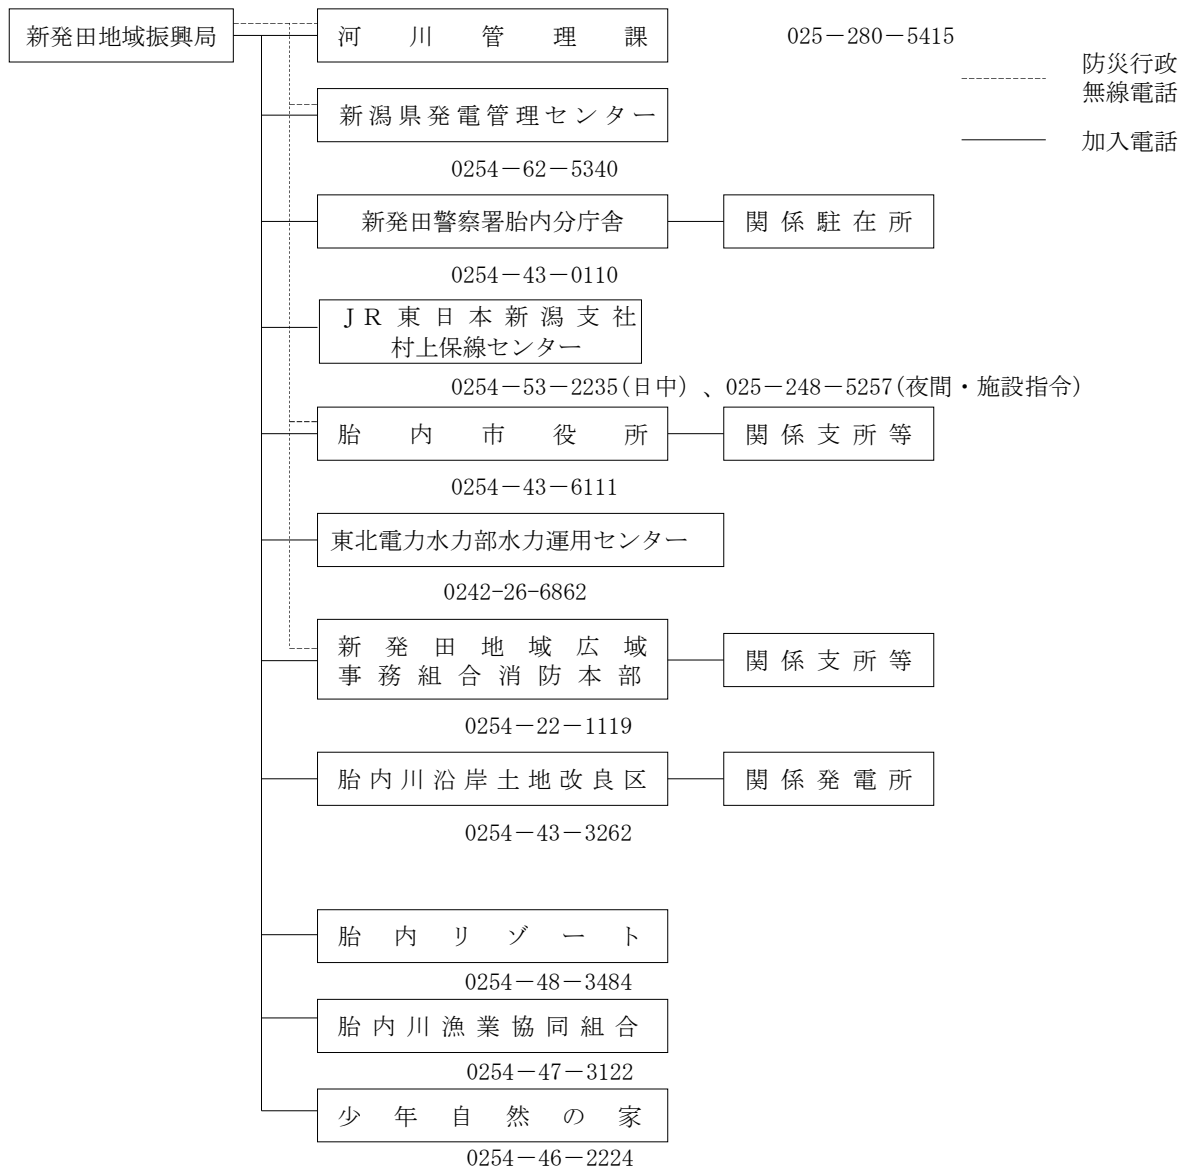 新発田地域振興局
河川管理課
025－280－5415
防災行政
無線電話
加入電話
新潟県発電管理センター
0254－62－5340
新発田警察署胎内分庁舎
関係駐在所
0254－43－0110
ＪＲ東日本新潟支社
村上保線センター
0254－53－2235(日中）、025－248－5257(夜間・施設指令)
胎内市役所
関係支所等
0254－43－6111
東北電力水力部水力運用センター
0242-26-6862
新発田地域広域
事務組合消防本部
関係支所等
0254－22－1119
胎内川沿岸土地改良区
関係発電所
0254－43－3262
胎内リゾート
0254－48－3484
胎内川漁業協同組合
0254－47－3122
少年自然の家
0254－46－2224